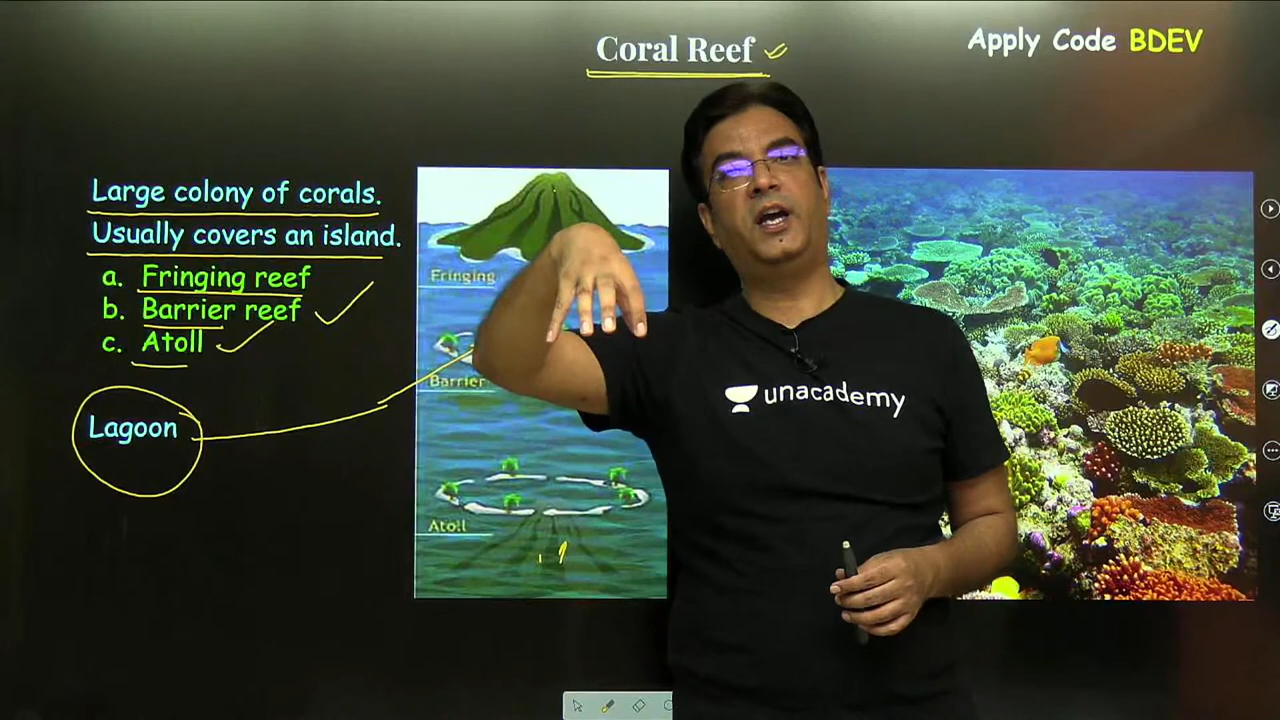 Coral Reef
Apply Code BDEV
Large colony of corals.
Usually covers an island.
a. Fringing reef
b. Barrier reef
c. Atoll
Lagoon
Fringing
Barrier
Atoll
unacademy